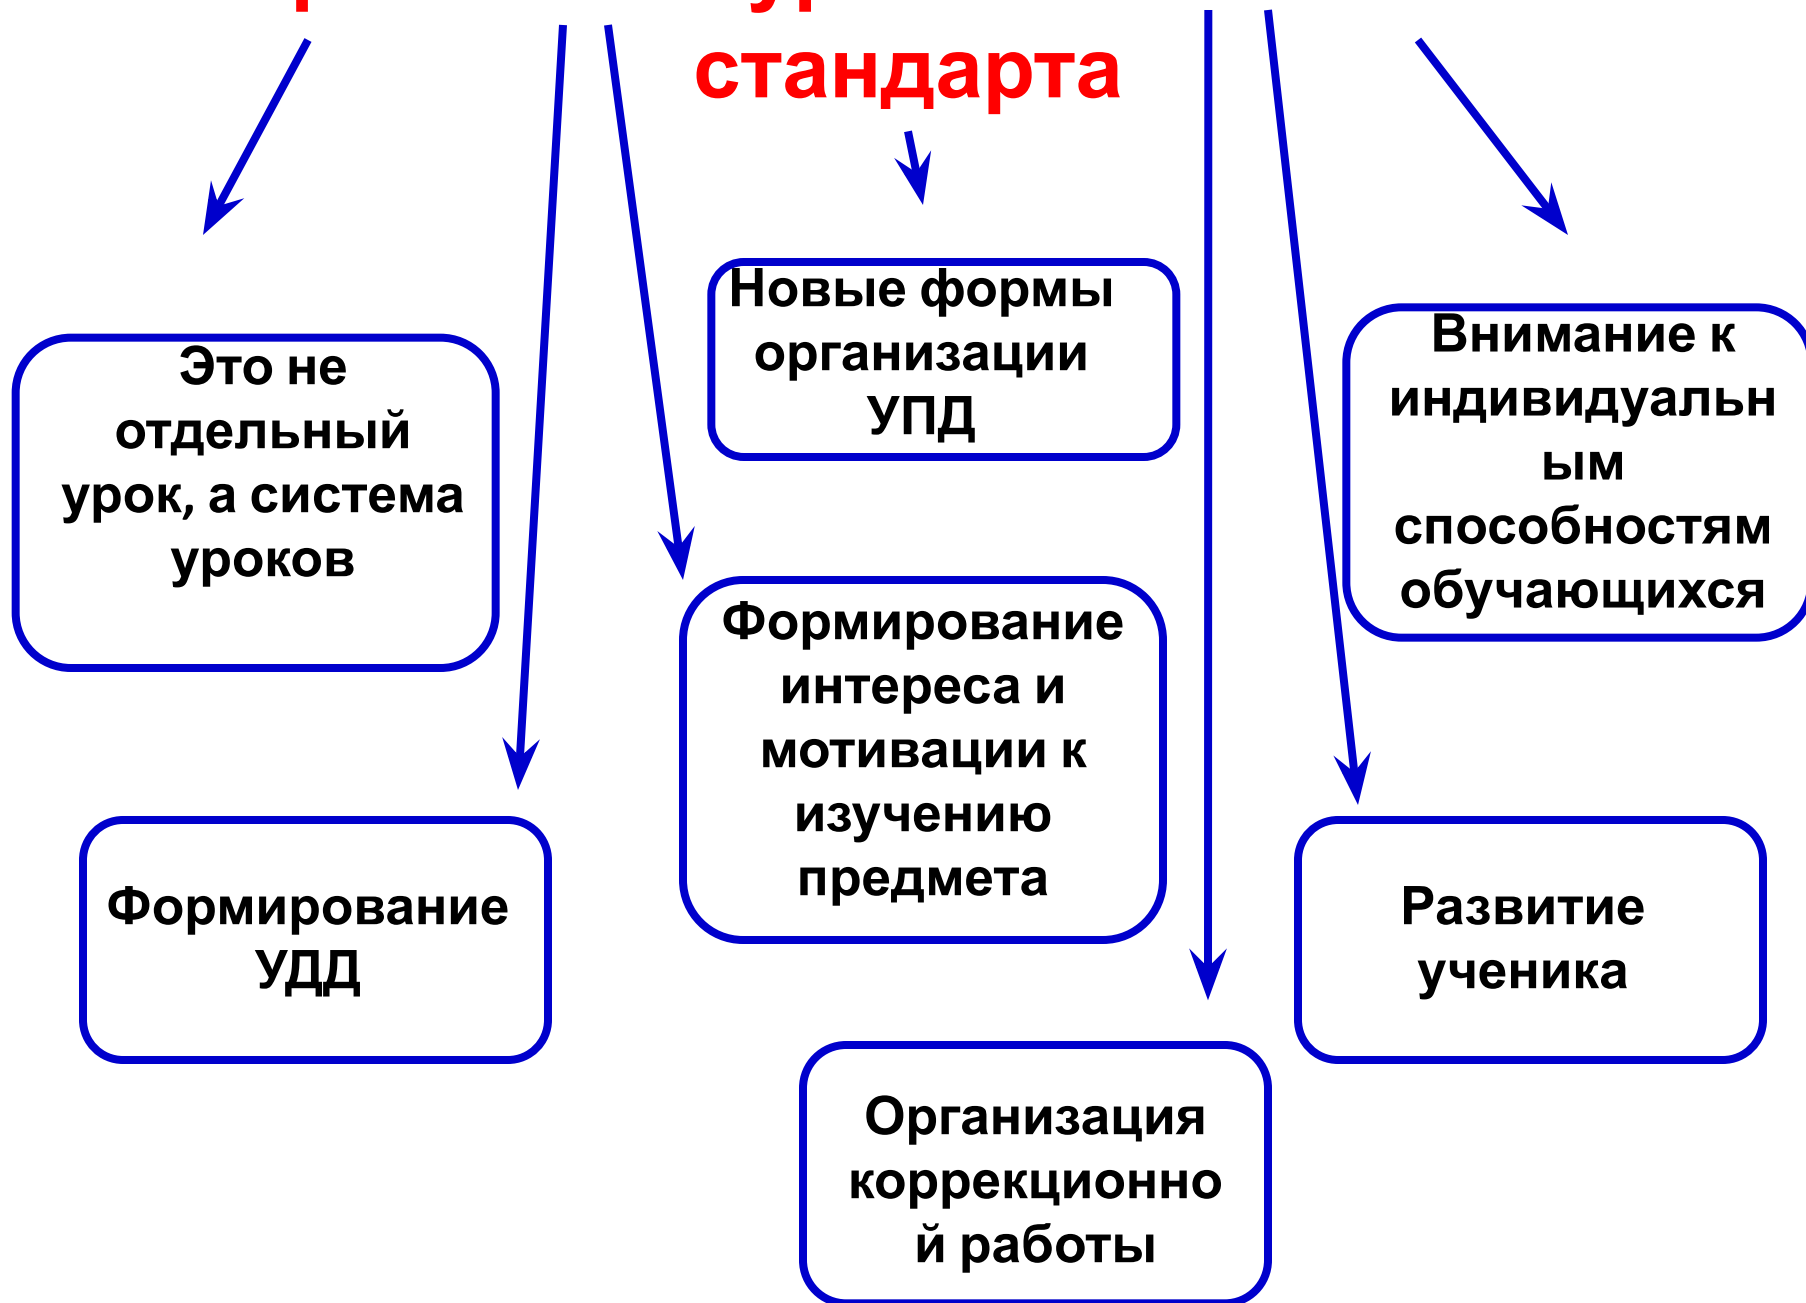 стандарта
Новые формы
организации
УПД
Это не
отдельный
урок, а система
уроков
Внимание к
индивидуальн
ым
способностям
обучающихся
Формирование
интереса и
мотивации к
изучению
предмета
Формирование
УДД
Развитие
ученика
Организация
коррекционно
й работы